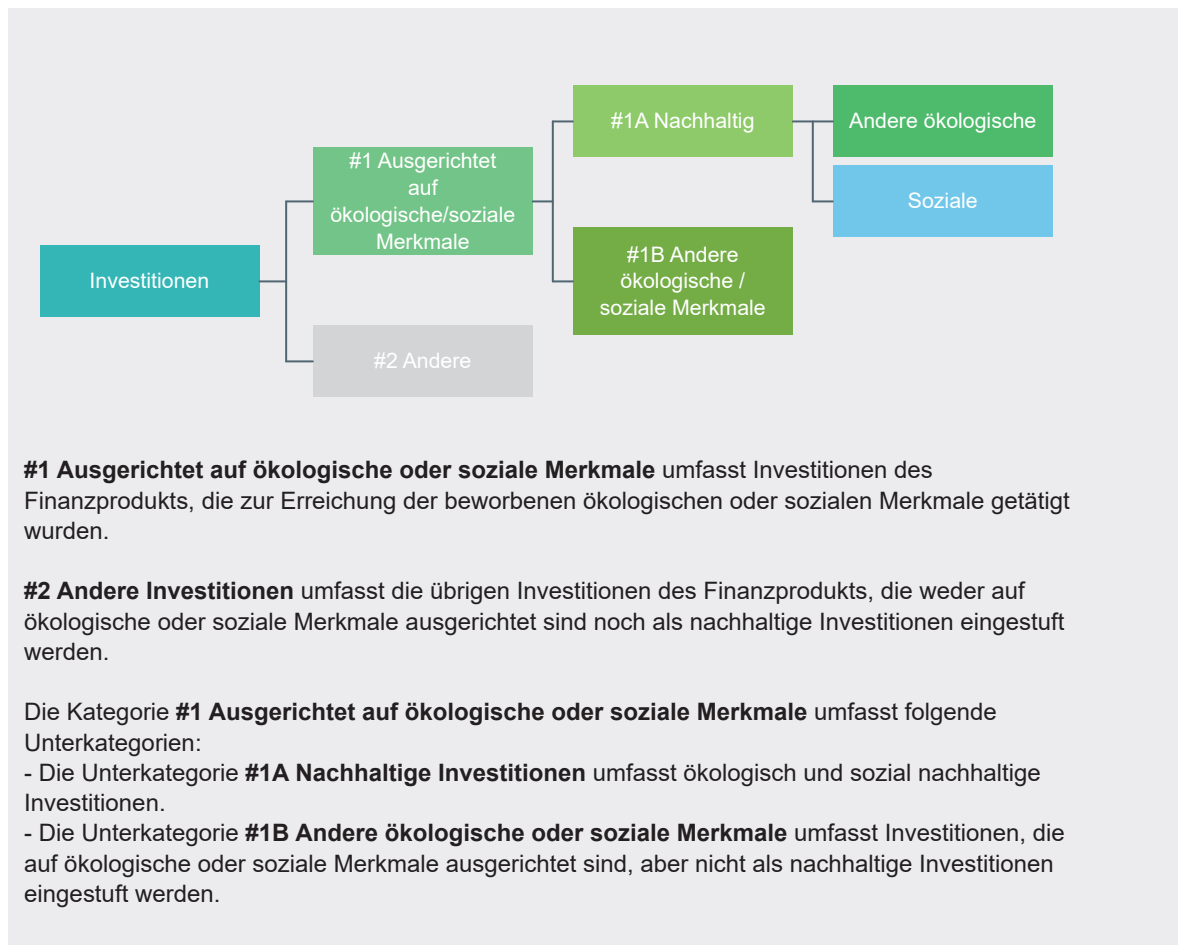 #1A Nachhaltig
Andere ökologische
#1 Ausgerichtet
auf
ökologische/soziale
Merkmale
Soziale
Investitionen
#1B Andere
ökologische /
soziale Merkmale
#2 Andere
#1 Ausgerichtet auf ökologische oder soziale Merkmale umfasst Investitionen des
Finanzprodukts, die zur Erreichung der beworbenen ökologischen oder sozialen Merkmale getätigt
wurden.
#2 Andere Investitionen umfasst die übrigen Investitionen des Finanzprodukts, die weder auf
ökologische oder soziale Merkmale ausgerichtet sind noch als nachhaltige Investitionen eingestuft
werden.
Die Kategorie #1 Ausgerichtet auf ökologische oder soziale Merkmale umfasst folgende
Unterkategorien:
- Die Unterkategorie #1A Nachhaltige Investitionen umfasst ökologisch und sozial nachhaltige
Investitionen.
- Die Unterkategorie #1B Andere ökologische oder soziale Merkmale umfasst Investitionen, die
auf ökologische oder soziale Merkmale ausgerichtet sind, aber nicht als nachhaltige Investitionen
eingestuft werden.